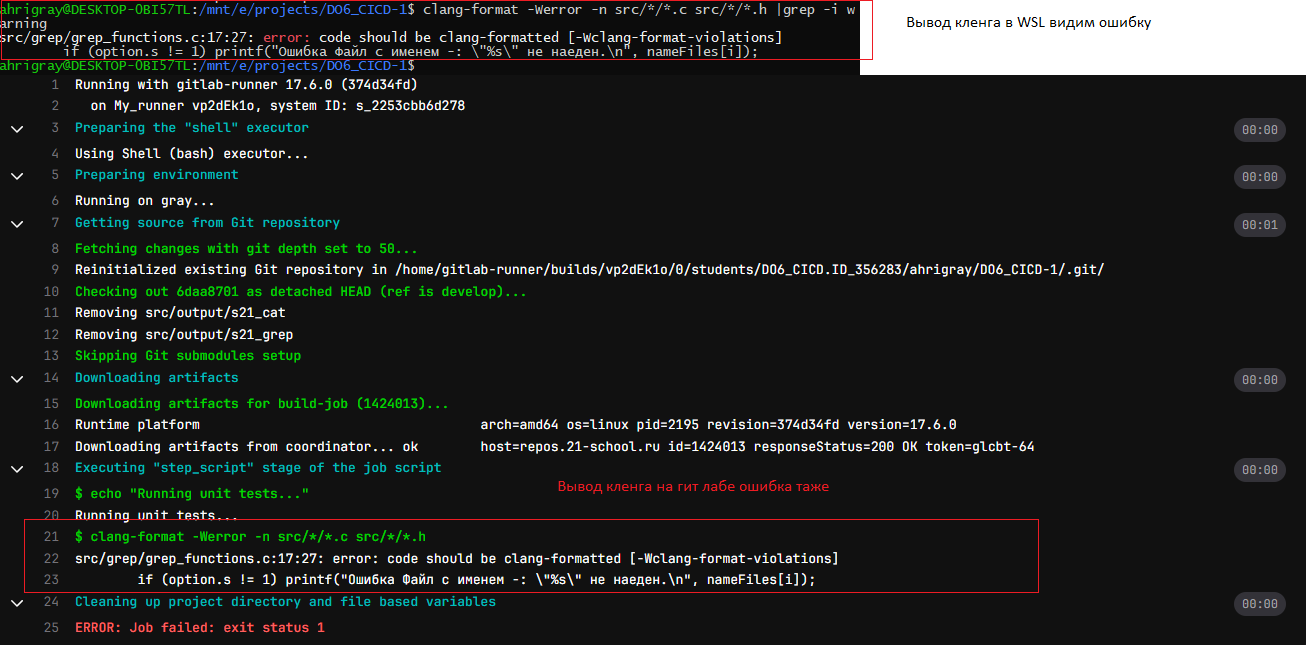 ahrigray@DESKTOP-OBI57TL:/mnt/e/projects/DO6_CICD-1$ clang-format -Werror -n src/*/*.c src/*/*.h |grep -i w
arning
src/grep/grep_functions.c:17:27: error: code should be clang-formatted [-Wclang-format-violations]
if (option.s != 1) printf("Ошибка Файл с именем -: \"%s\" не наеден.\n", nameFiles[i]);
ahrigray@DESKTOP-OBI57TL:/mnt/e/projects/DO6_CICD-1$
Вывод кленга в WSL видим ошибку
1 Running with gitlab-runner 17.6.0 (374d34fd)
2 on My_runner vp2dEk1o, system ID: s_2253cbb6d278
3 Preparing the "shell" executor 00:00
4 Using Shell (bash) executor...
5 Preparing environment 00:00
6 Running on gray...
7 Getting source from Git repository 00:01
8 Fetching changes with git depth set to 50...
9 Reinitialized existing Git repository in /home/gitlab-runner/builds/vp2dEk1o/0/students/DO6_CICD.ID_356283/ahrigray/DO6_CICD-1/.git/
10 Checking out 6daa8701 as detached HEAD (ref is develop)...
11 Removing src/output/s21_cat
12 Removing src/output/s21_grep
13 Skipping Git submodules setup
14 Downloading artifacts 00:00
15 Downloading artifacts for build-job (1424013)...
16 Runtime platform arch=amd64 os=linux pid=2195 revision=374d34fd version=17.6.0
17 Downloading artifacts from coordinator... ok host=repos.21-school.ru id=1424013 responseStatus=200 OK token=glcbt-64
18 Executing "step_script" stage of the job script 00:00
19 $ echo "Running unit tests..."
Вывод кленга на гит лабе ошибка таже
20 Running unit tests...
21 $ clang-format -Werror -n src/*/*.c src/*/*.h
22 src/grep/grep_functions.c:17:27: error: code should be clang-formatted [-Wclang-format-violations]
23 if (option.s != 1) printf("Ошибка Файл с именем -: \"%s\" не наеден.\n", nameFiles[i]);
24 Cleaning up project directory and file based variables 00:00
25 ERROR: Job failed: exit status 1